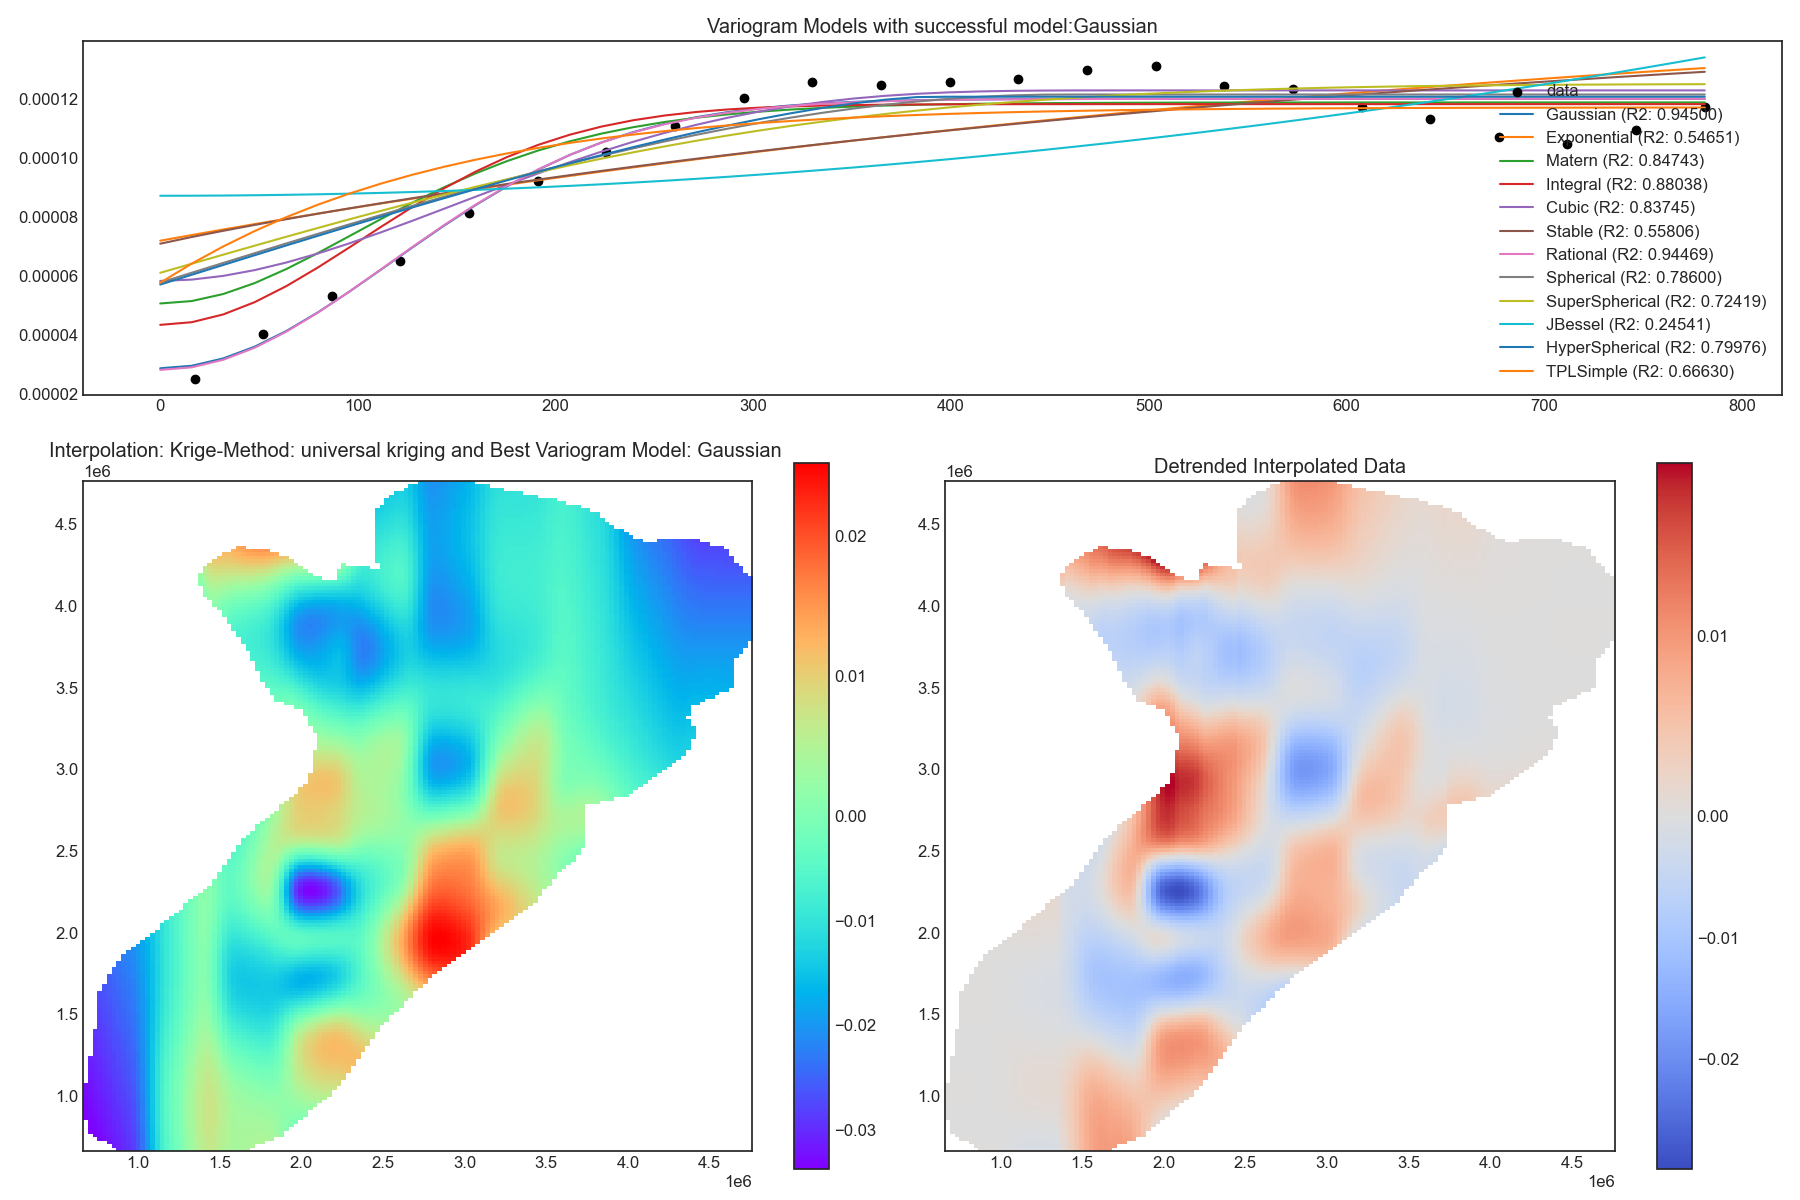 Variogram Models with successful model:Gaussian
0.00012
0.00010
0.00008
0.00006
0.00004
0.00002
0 100 200 300 400 500 600 700 800
data
Gaussian (R2: 0.94500)
Exponential (R2: 0.54651)
Matern (R2: 0.84743)
Integral (R2: 0.88038)
Cubic (R2: 0.83745)
Stable (R2: 0.55806)
Rational (R2: 0.94469)
Spherical (R2: 0.78600)
SuperSpherical (R2: 0.72419)
JBessel (R2: 0.24541)
HyperSpherical (R2: 0.79976)
TPLSimple (R2: 0.66630)
Interpolation: Krige-Method: universal kriging and Best Variogram Model: Gaussian
1e6
4.5
4.0
3.5
3.0
2.5
2.0
1.5
1.0
1.0 1.5 2.0 2.5 3.0 3.5 4.0 4.5
1e6
0.02
0.01
0.00
−0.01
−0.02
−0.03
Detrended Interpolated Data
1e6
4.5
4.0
3.5
3.0
2.5
2.0
1.5
1.0
1.0 1.5 2.0 2.5 3.0 3.5 4.0 4.5
1e6
0.01
0.00
−0.01
−0.02